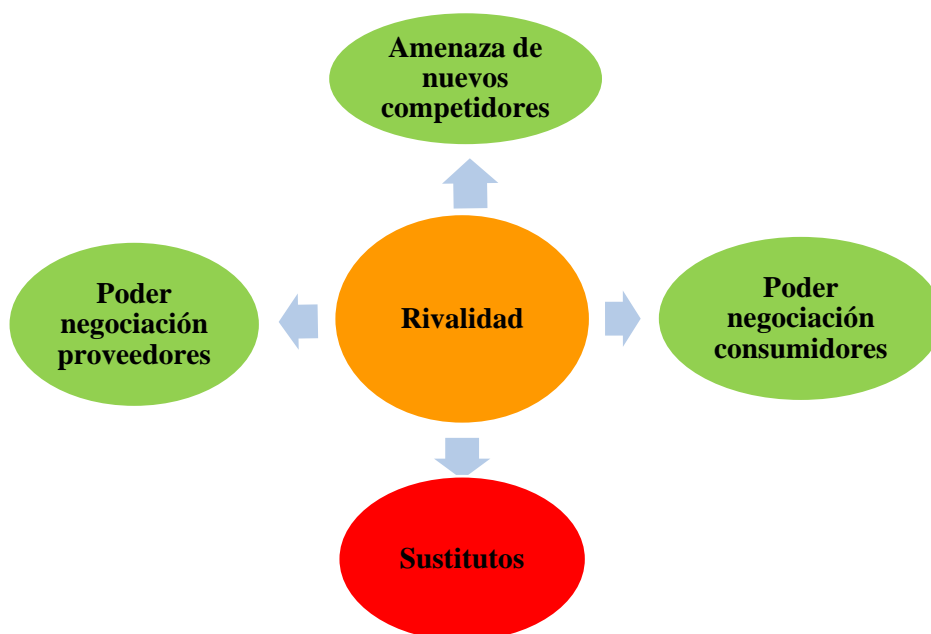 Amenaza de
nuevos
competidores
Poder
negociación
proveedores
Rivalidad
Poder
negociación
consumidores
Sustitutos